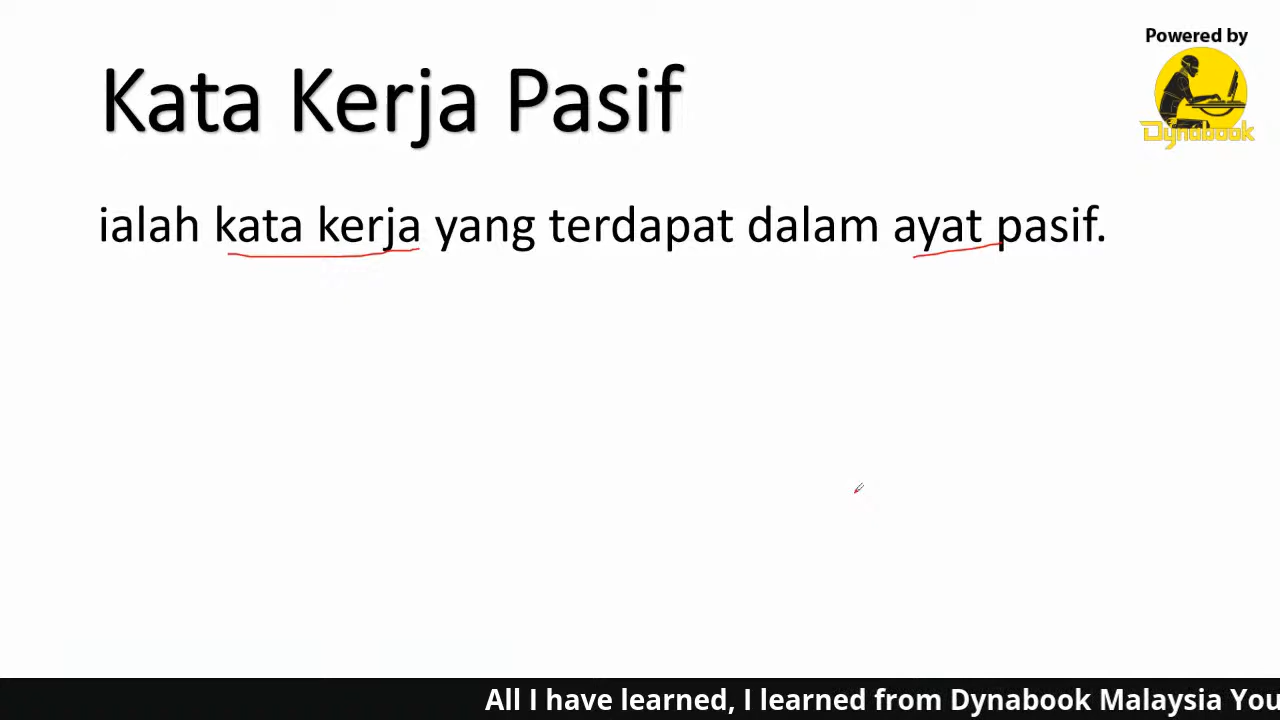 Powered by
Kata Kerja Pasif
Dynabook
ialah kata kerja yang terdapat dalam ayat pasif.
All I have learned, I learned from Dynabook Malaysia You